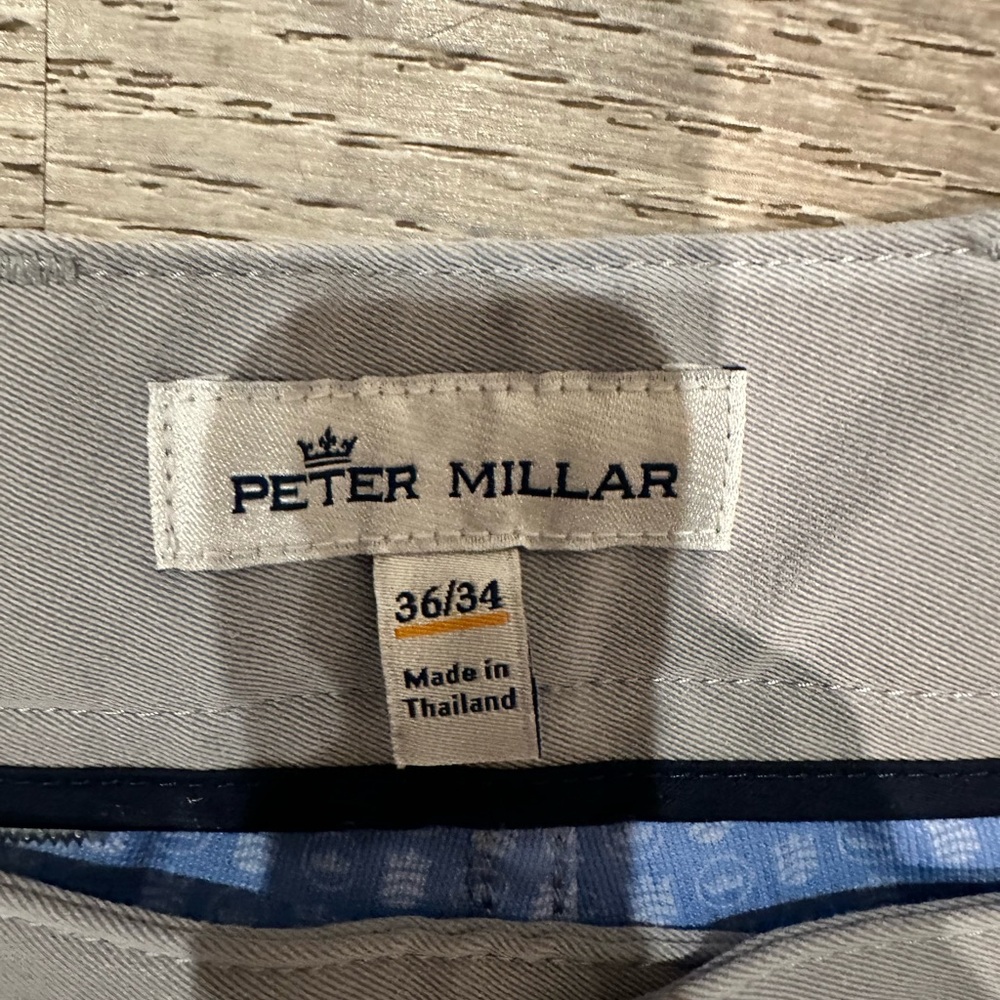 PETER MILLAR
36/34
Made in
Thailand